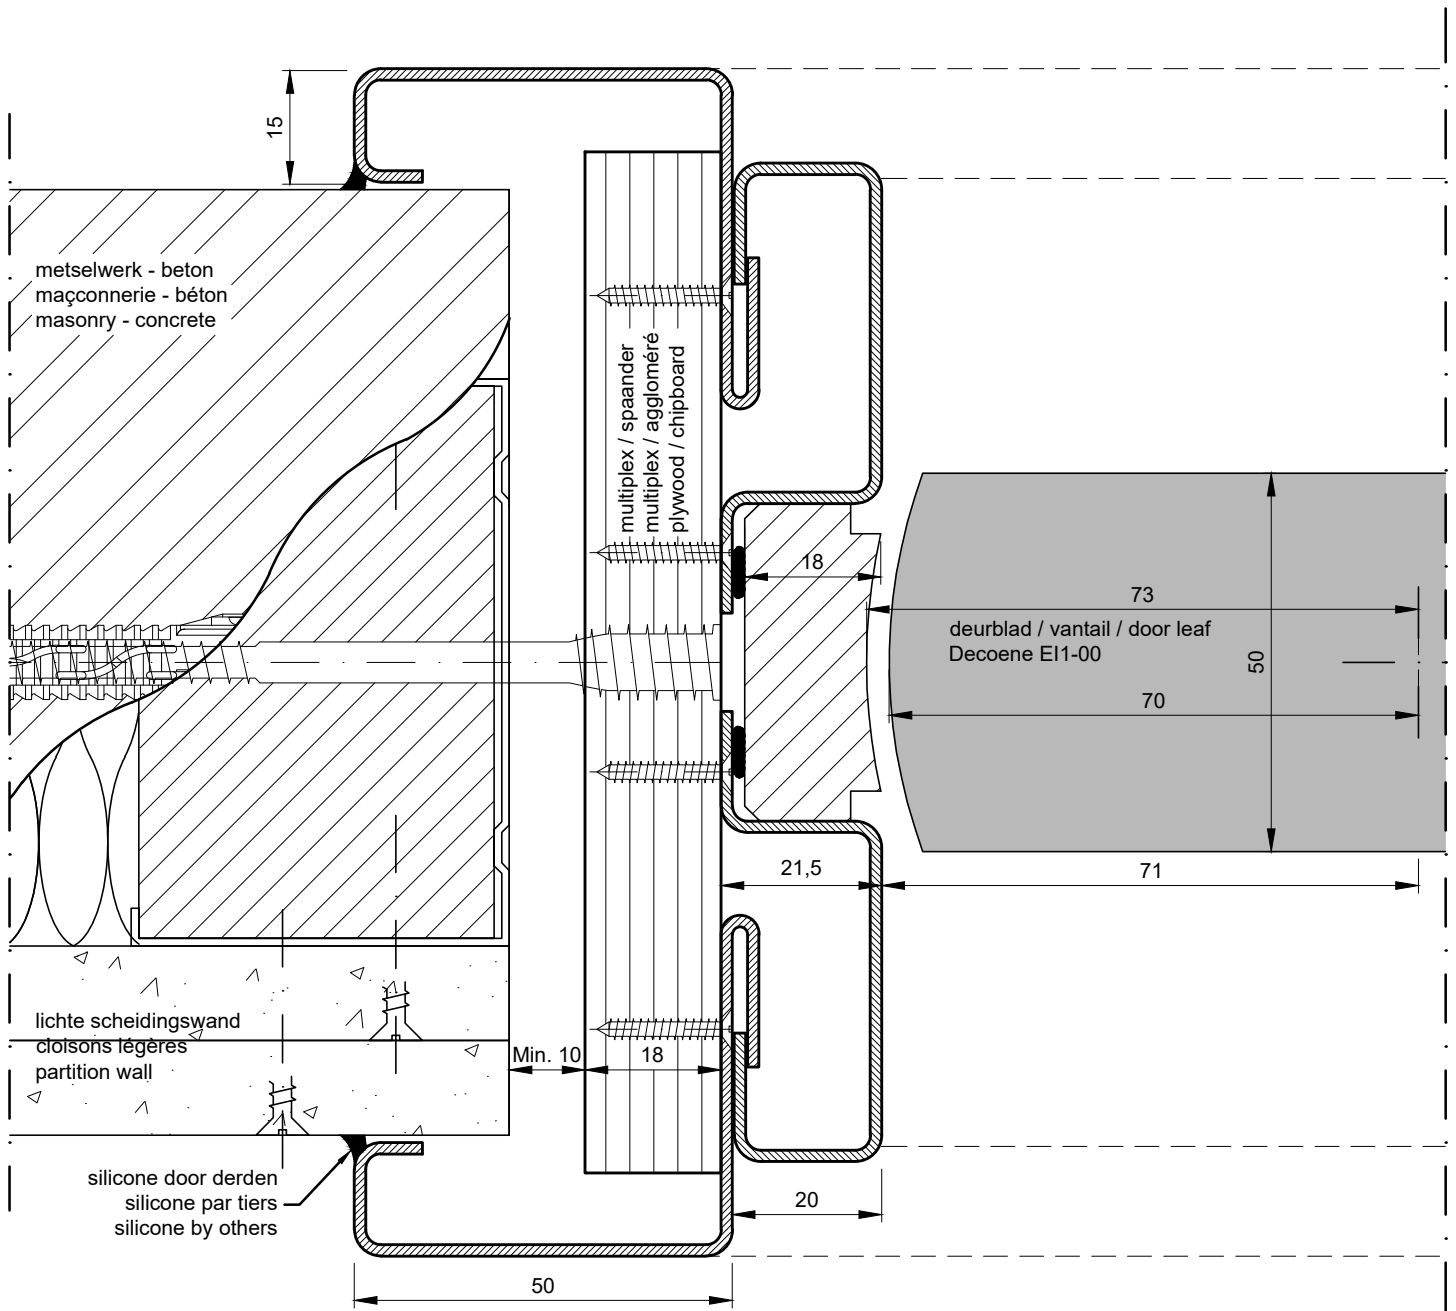 15
metselwerk - beton
maçconnerie - béton
masonry - concrete
multiplex / spaander
multiplex / aggloméré
plywood / chipboard
18
73
deurblad / vantail / door leaf
Decoene EI1-00
50
70
21,5
71
lichte scheidingswand
cloisons légères
partition wall
Min. 10
18
silicone door derden
silicone par tiers
silicone by others
20
50